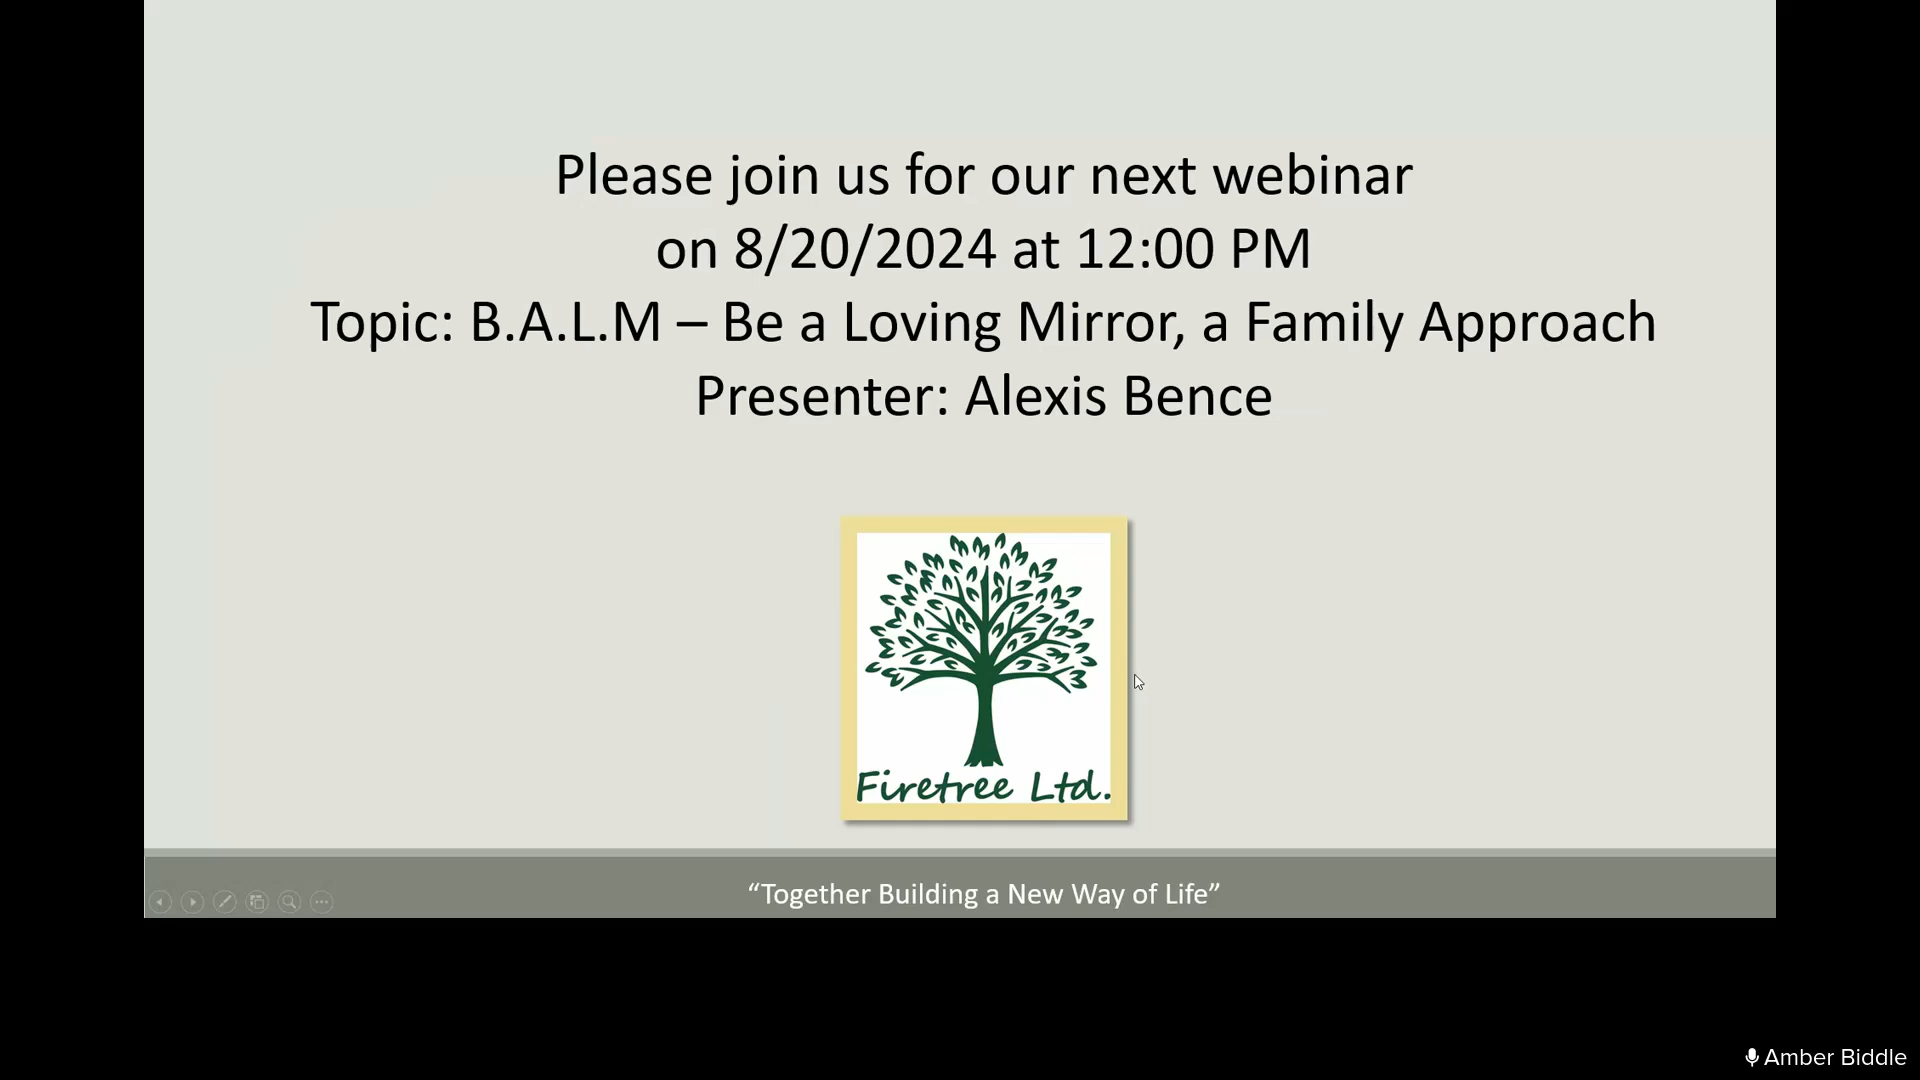 Please join us for our next webinar
on 8/20/2024 at 12:00 PM
Topic: B.A.L.M – Be a Loving Mirror, a Family Approach
Presenter: Alexis Bence
Firetree Ltd.
“Together Building a New Way of Life”
Amber Biddle